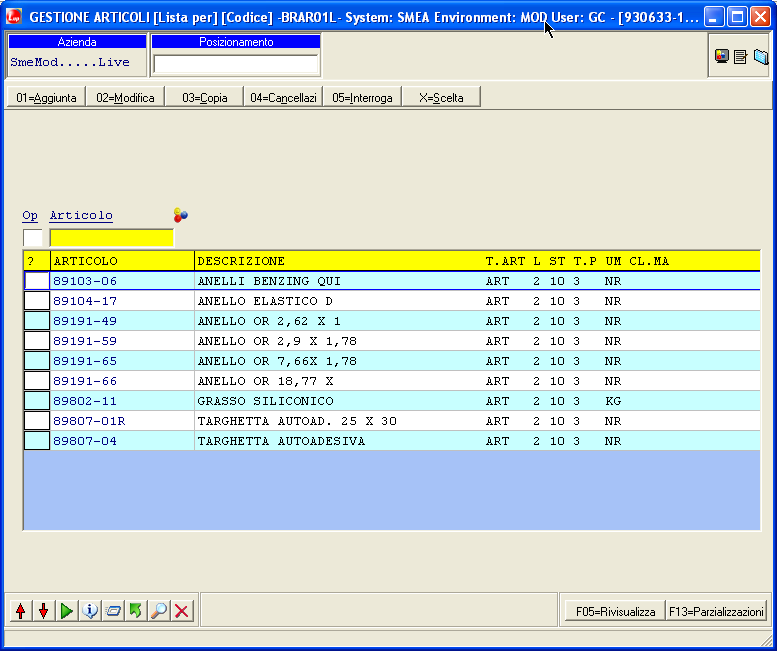 GESTIONE ARTICOLI [Lista per] [Codice] -BRAR01L- System: SMEA Environment: MOD User: GC - [930633-1...
Azienda Posizionamento
SmeMod.....Live
01=Aggiunta 02=Modifica 03=Copia 04=Cancellazi 05=Interroga X=Scelta
Op Articolo
? ARTICOLO DESCRIZIONE T.ART L ST T.P UM CL.MA
89103-06 ANELLI BENZING QUI ART 2 10 3 NR
89104-17 ANELLO ELASTICO D ART 2 10 3 NR
89191-49 ANELLO OR 2,62 X 1 ART 2 10 3 NR
89191-59 ANELLO OR 2,9 X 1,78 ART 2 10 3 NR
89191-65 ANELLO OR 7,66X 1,78 ART 2 10 3 NR
89191-66 ANELLO OR 18,77 X ART 2 10 3 NR
89802-11 GRASSO SILICONICO ART 2 10 3 KG
89807-01R TARGHETTA AUTOAD. 25 X 30 ART 2 10 3 NR
89807-04 TARGHETTA AUTOADESIVA ART 2 10 3 NR
F05=Rivisualizza F13=Parzializzazioni